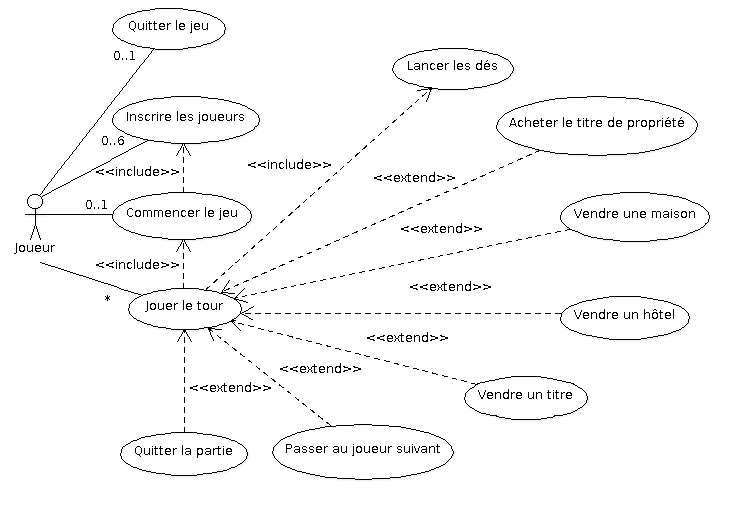 Quitter le jeu
0..1
Lancer les dés
Inscrire les joueurs
Acheter le titre de propriété
0..6
<<include>>
<<include>>
<<extend>>
0..1
Commencer le jeu
Vendre une maison
<<extend>>
Joueur
<<include>>
<<extend>>
*
Jouer le tour
Vendre un hôtel
<<extend>>
<<extend>>
<<extend>>
Vendre un titre
Quitter la partie
Passer au joueur suivant